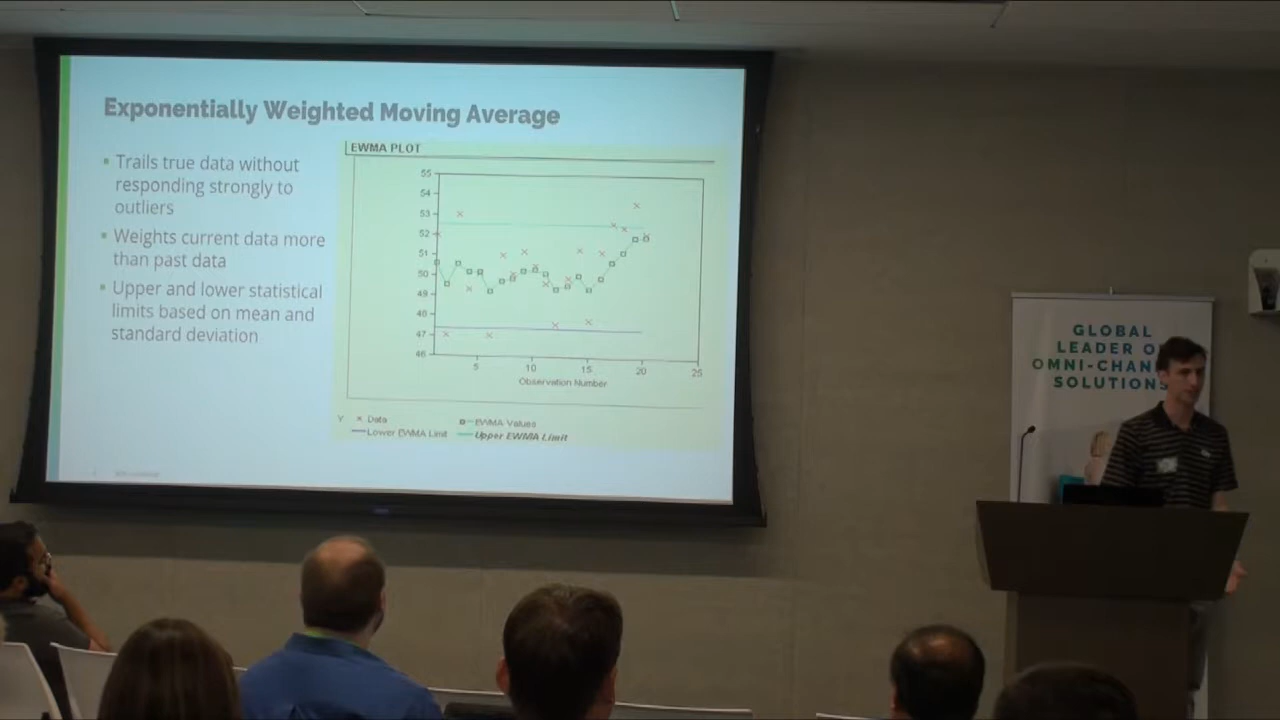 Exponentially Weighted Moving Average
• Trails true data without
responding strongly to
outliers
• Weights current data more
than past data
• Upper and lower statistical
limits based on mean and
standard deviation
EWMA PLOT
55
54
53
52
51
50
49
48
47
46
5
10
15
20
25
Observation Number
Y
× Data
EWMA Values
Lower EWMA Limit
Upper EWMA Limit
GLOBAL
LEADER O
OMNI-CHAN
SOLUTIONS